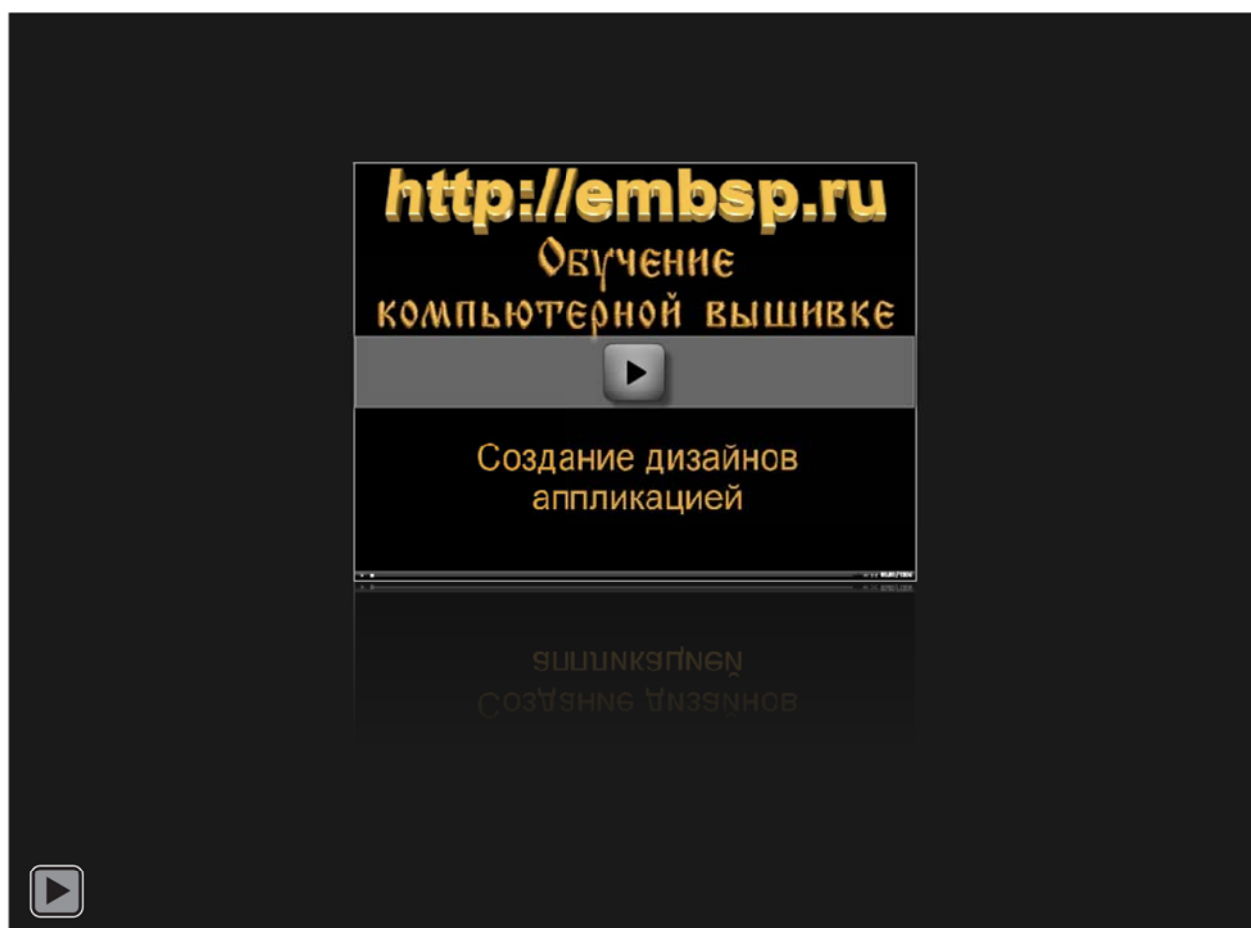 http://embsp.ru
Обучение
компьютерной вышивке
Создание дизайнов
аппликацией